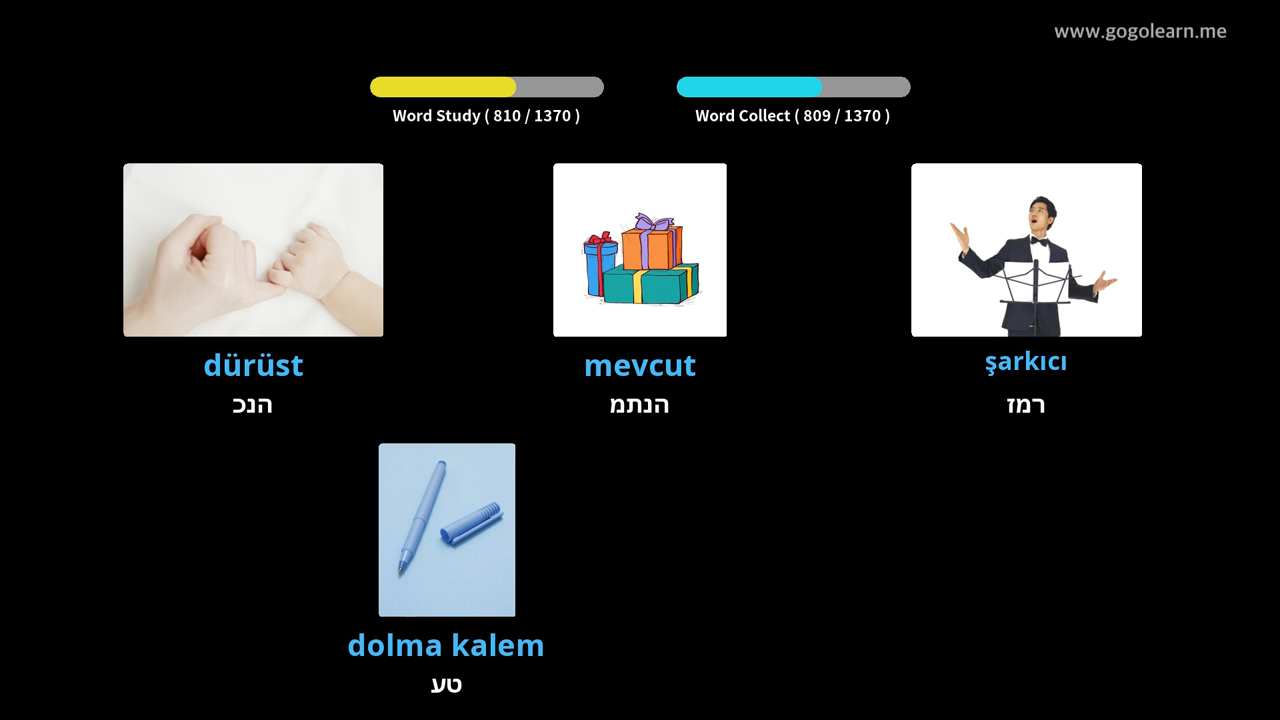 www.gogolearn.me
Word Study ( 810 / 1370 )
Word Collect ( 809 / 1370 )
dürüst
הנכ
mevcut
הנתמ
şarkıcı
רמז
dolma kalem
טע